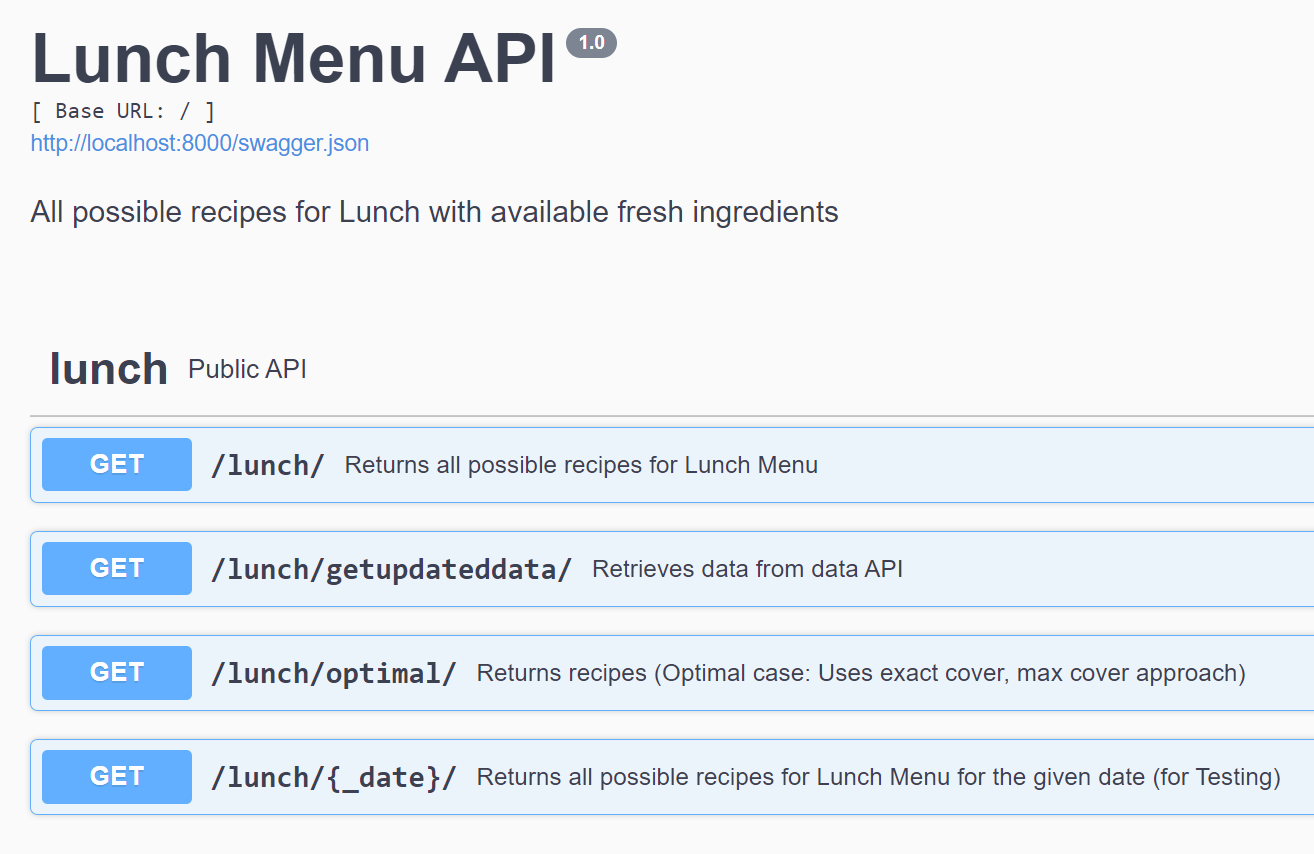 Lunch Menu API 1.0
[ Base URL: / ]
http://localhost:8000/swagger.json
All possible recipes for Lunch with available fresh ingredients
lunch Public API
GET /lunch/ Returns all possible recipes for Lunch Menu
GET /lunch/getupdateddata/ Retrieves data from data API
GET /lunch/optimal/ Returns recipes (Optimal case: Uses exact cover, max cover approach)
GET /lunch/{_date}/ Returns all possible recipes for Lunch Menu for the given date (for Testing)